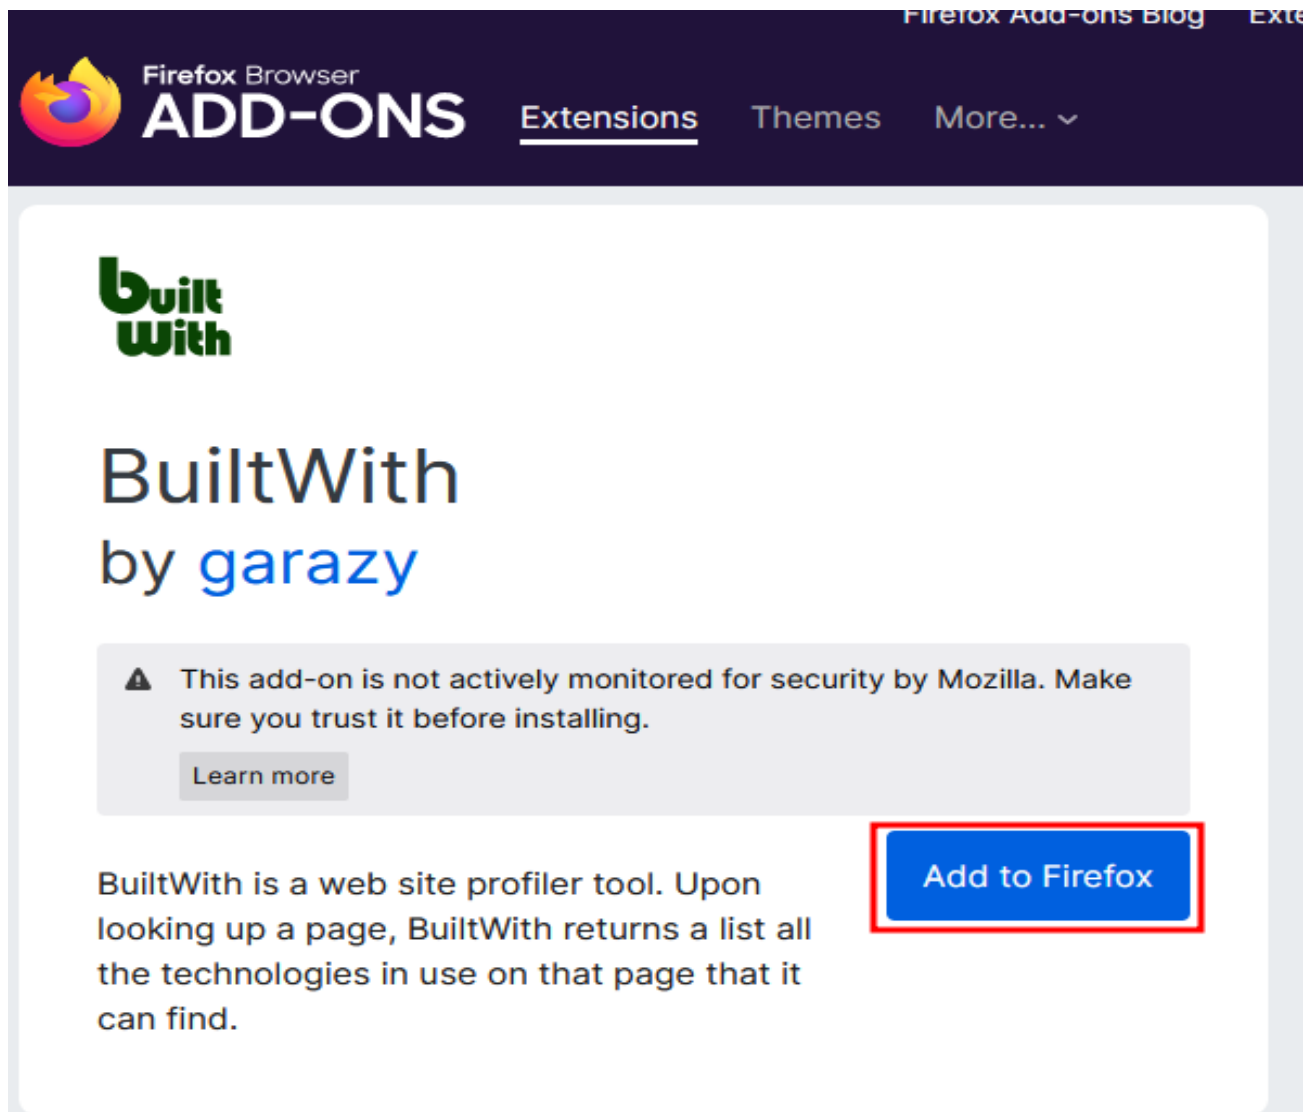 Firefox Add-ons Blog Exte
Firefox Browser
ADD-ONS
Extensions Themes More...
built
with
BuiltWith
by garazy
This add-on is not actively monitored for security by Mozilla. Make
sure you trust it before installing.
Learn more
Add to Firefox
BuiltWith is a web site profiler tool. Upon
looking up a page, BuiltWith returns a list all
the technologies in use on that page that it
can find.